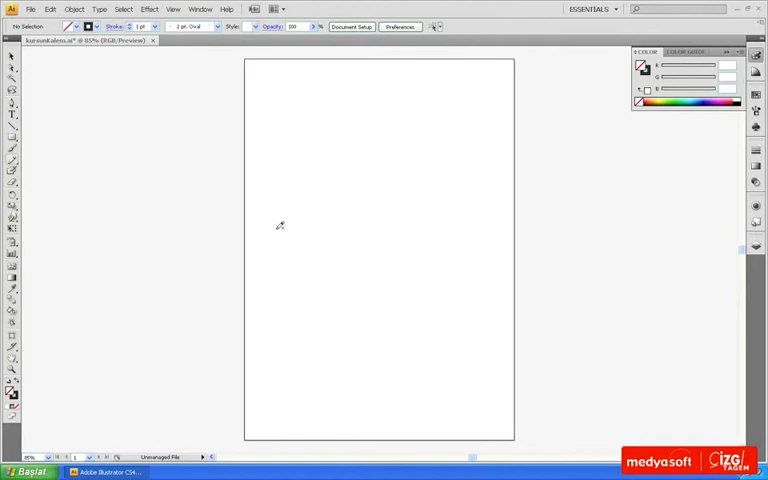 Ai File Edit Object Type Select Effect View Window Help ESSENTIALS
No Selection Stroke: 1 pt 2 pt. Oval Style: Opacity: 100 % Document Setup Preferences
kursunKalem.ai* @ 85% (RGB/Preview)
COLOR COLOR GUIDE
R
G
B
T
85% 1 Unmanaged File
Başlat Ai Adobe Illustrator CS4...
medyasoft ÇİZGİ TAGEM